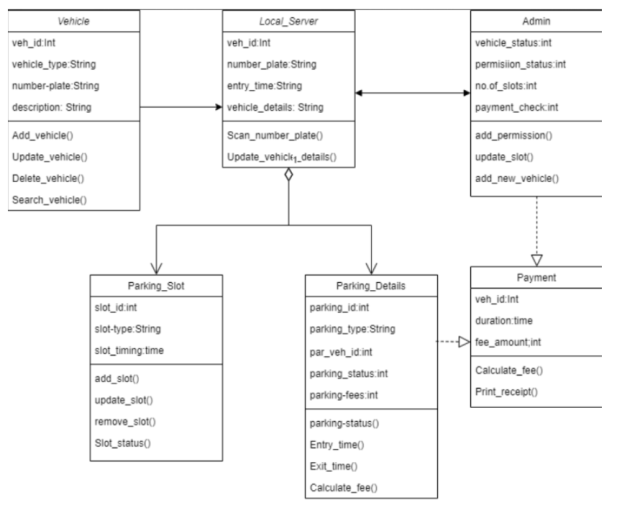 Vehicle
veh_id:Int
vehicle_type:String
number-plate:String
description: String
Add_vehicle()
Update_vehicle()
Delete_vehicle()
Search_vehicle()
Local_Server
veh_id:Int
number_plate:String
entry_time:String
vehicle_details: String
Scan_number_plate()
Update_vehicle_details()
1
Admin
vehicle_status:int
permisiion_status:int
no.of_slots:int
payment_check:int
add_permission()
update_slot()
add_new_vehicle()
Parking_Slot
slot_id:int
slot-type:String
slot_timing:time
add_slot()
update_slot()
remove_slot()
Slot_status()
Parking_Details
parking_id:int
parking_type:String
par_veh_id:int
parking_status:int
parking-fees:int
parking-status()
Entry_time()
Exit_time()
Calculate_fee()
Payment
veh_id:Int
duration:time
fee_amount;int
Calculate_fee()
Print_receipt()